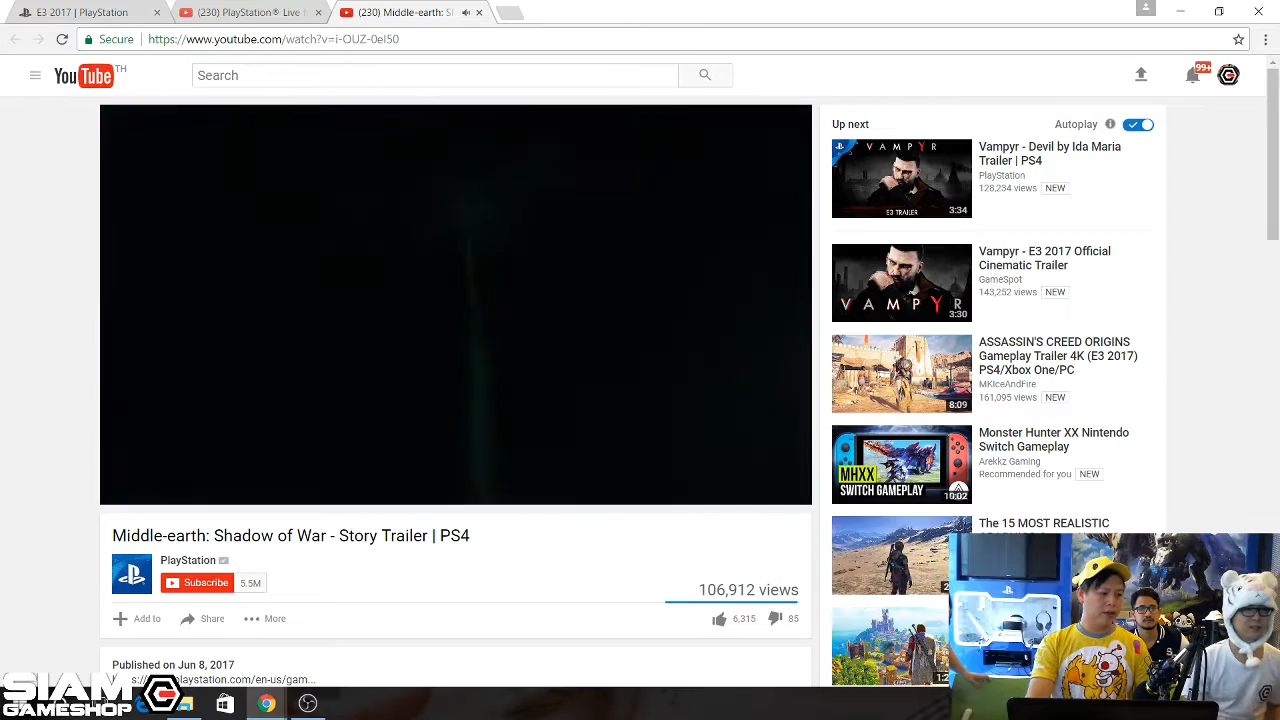 E3 2017 | PlayStation
(230) PlayStation® Live
(230) Middle-earth: S
Secure
https://www.youtube.com/watch?v=i-OUZ-0eI50
YouTube TH
Search
99+
Up next
Autoplay
VAMPYR
E3 TRAILER
3:34
Vampyr - Devil by Ida Maria
Trailer | PS4
PlayStation
128,234 views NEW
VAMPYR
3:30
Vampyr - E3 2017 Official
Cinematic Trailer
GameSpot
143,252 views NEW
8:09
ASSASSIN'S CREED ORIGINS
Gameplay Trailer 4K (E3 2017)
PS4/Xbox One/PC
MKIceAndFire
161,095 views NEW
MHXX
SWITCH GAMEPLAY
10:02
Monster Hunter XX Nintendo
Switch Gameplay
Arekkz Gaming
Recommended for you NEW
The 15 MOST REALISTIC
Middle-earth: Shadow of War - Story Trailer | PS4
PlayStation
Subscribe 5.5M
106,912 views
Add to
Share
More
6,315
85
Published on Jun 8, 2017
SIAM
GAMESHOP